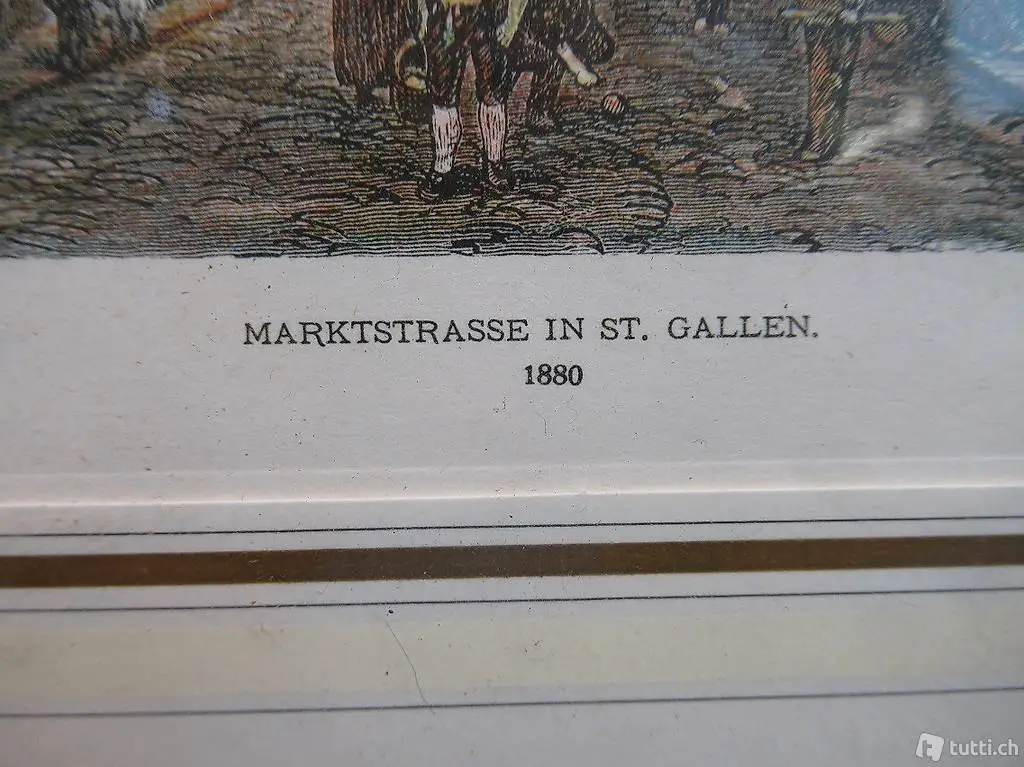 MARKTSTRASSE IN ST. GALLEN.
1880
tutti.ch